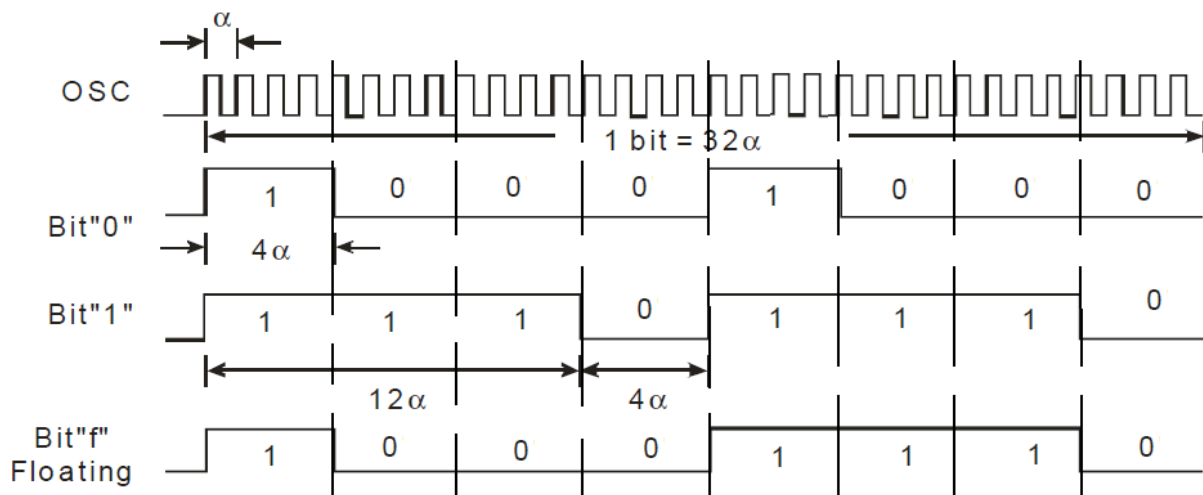 α
OSC
1 bit = 32α
Bit"0"
1 0 0 0 1 0 0 0
4α
Bit"1"
1 1 1 0 1 1 1 0
12α 4α
Bit"f"
Floating
1 0 0 0 1 1 1 0